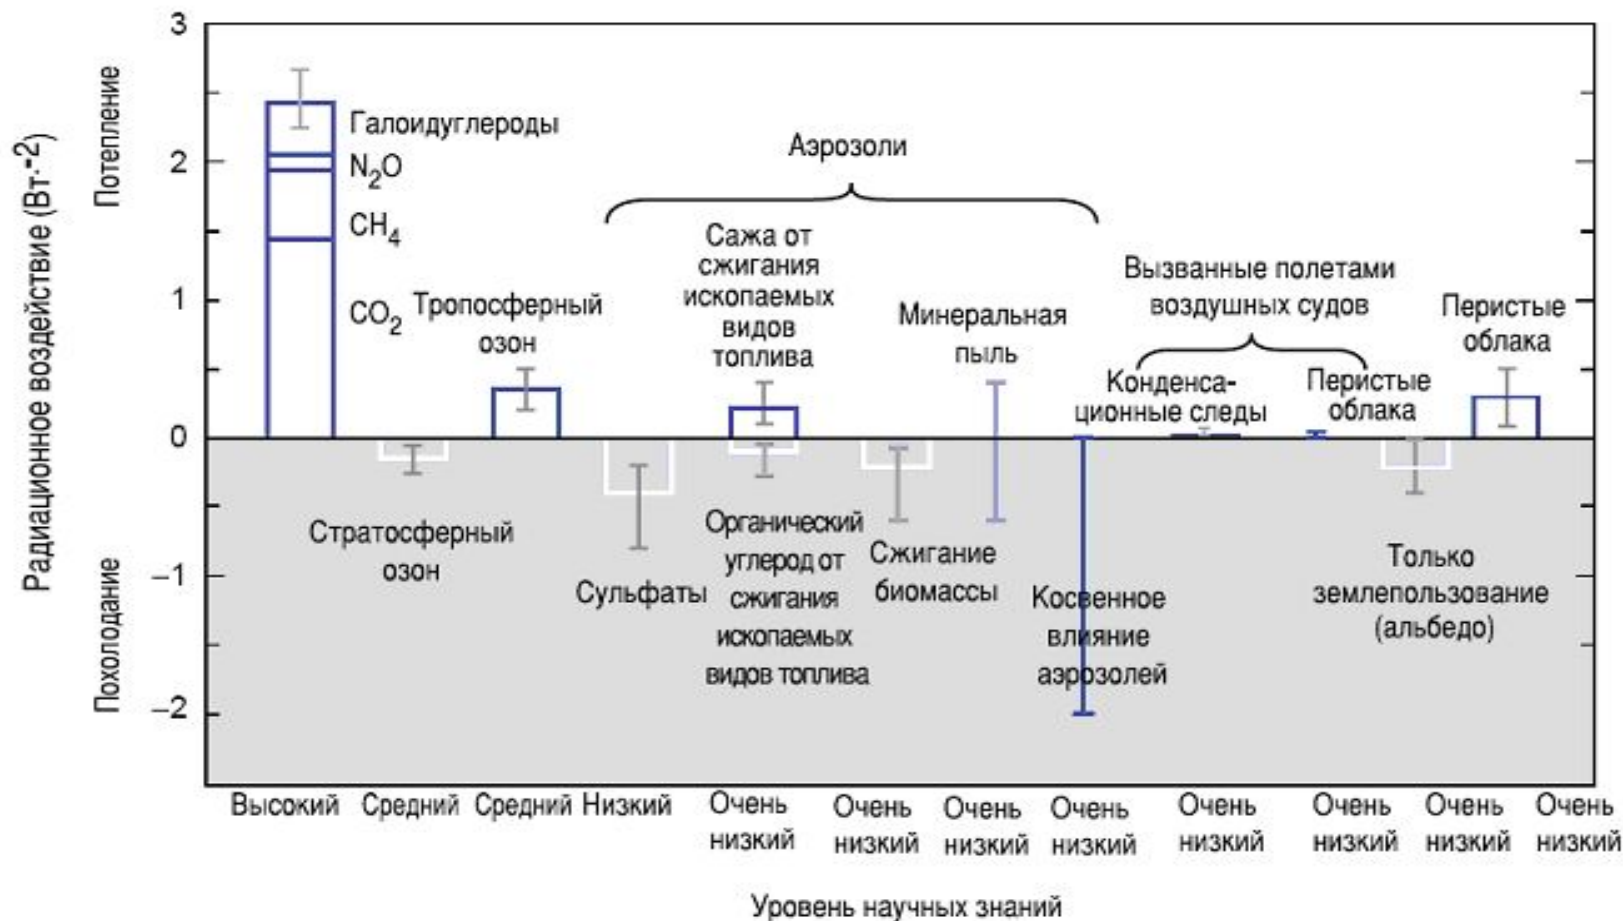 Радиационное воздействие (Вт·-2)
Потепление
Похолодание
3
2
1
0
–1
–2
Галоидуглероды
N2O
CH4
CO2
Тропосферный
озон
Стратосферный
озон
Аэрозоли
Сульфаты
Сажа от
сжигания
ископаемых
видов
топлива
Органический
углерод от
сжигания
ископаемых
видов топлива
Сжигание
биомассы
Минеральная
пыль
Косвенное
влияние
аэрозолей
Вызванные полетами
воздушных судов
Конденса-
ционные следы
Перистые
облака
Только
землепользование
(альбедо)
Перистые
облака
Высокий
Средний
Средний
Низкий
Очень
низкий
Очень
низкий
Очень
низкий
Очень
низкий
Очень
низкий
Очень
низкий
Очень
низкий
Очень
низкий
Уровень научных знаний